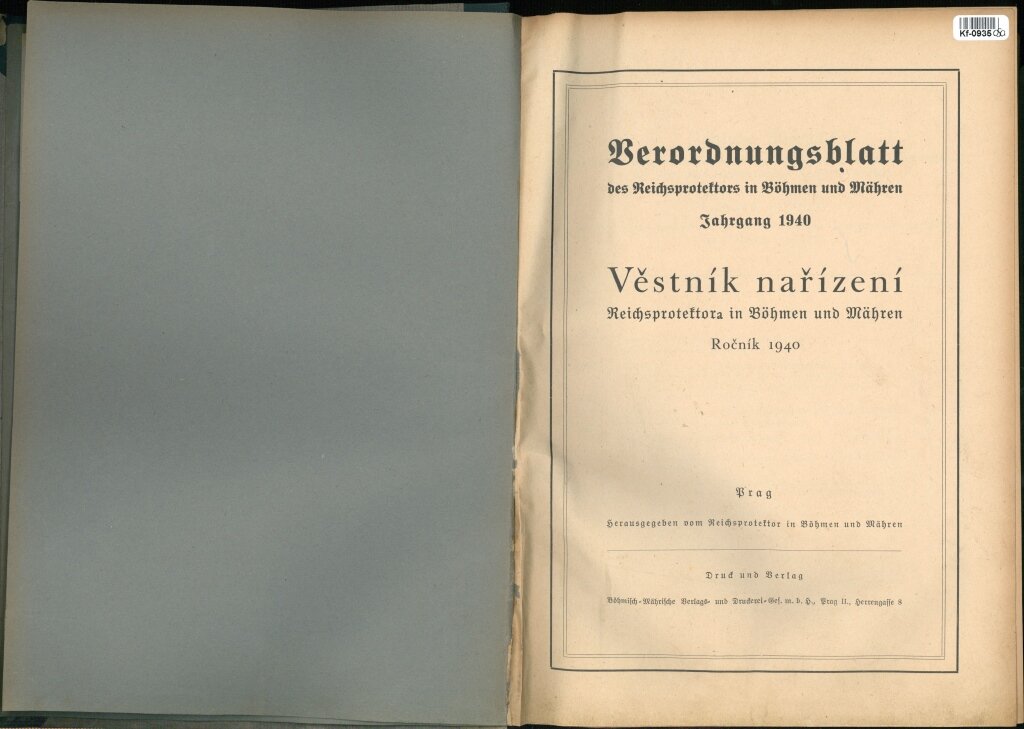 Kf-0935
Verordnungsblatt
des Reichsprotektors in Böhmen und Mähren
Jahrgang 1940
Věstník nařízení
Reichsprotektora in Böhmen und Mähren
Ročník 1940
Prag
Herausgegeben vom Reichsprotektor in Böhmen und Mähren
Druck und Verlag
Böhmisch-Mährische Verlags- und Druckerei-Ges. m. b. H., Prag II., Herrengasse 8